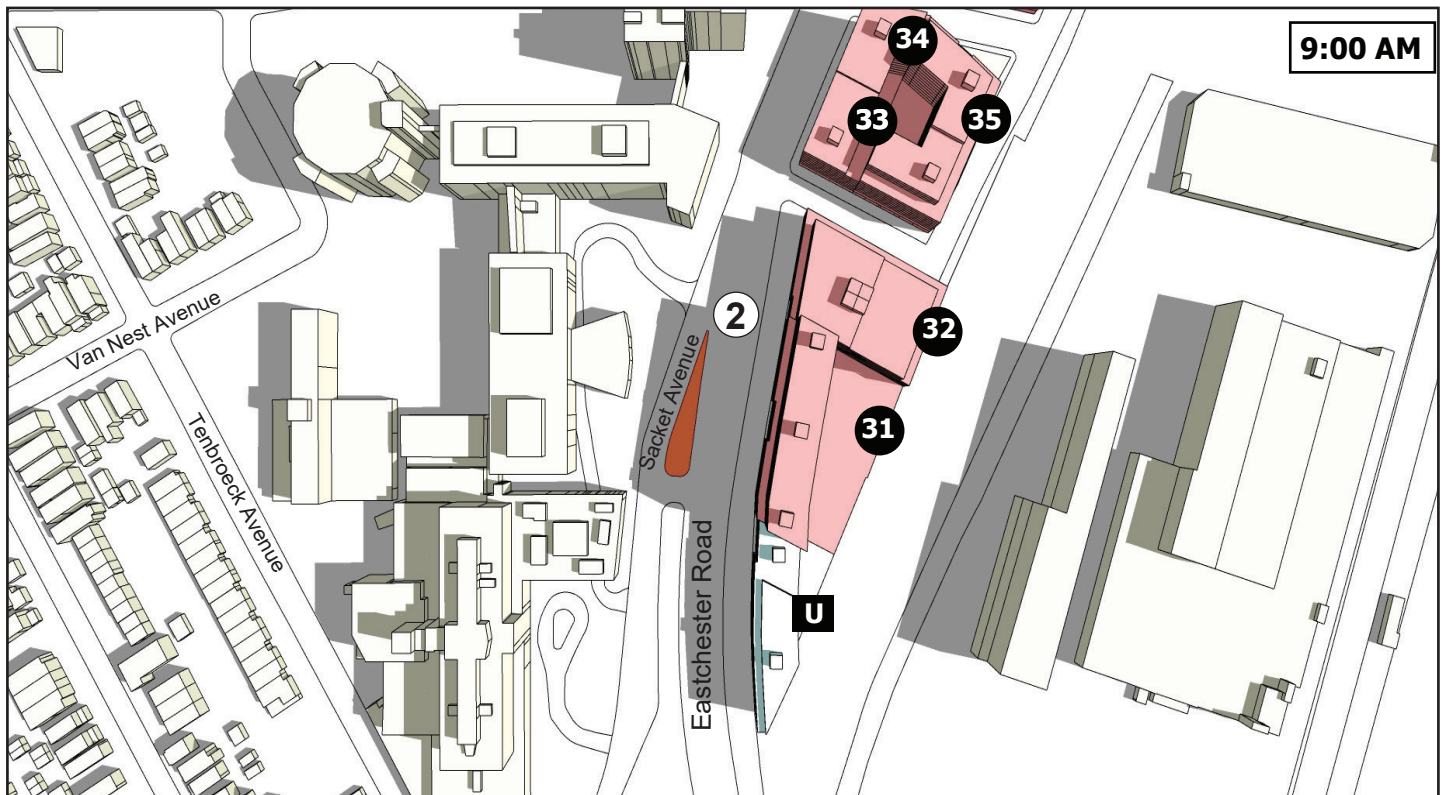 9:00 AM
34
33
35
2
32
31
U
Van Nest Avenue
Tenbroeck Avenue
Sacket Avenue
Eastchester Road